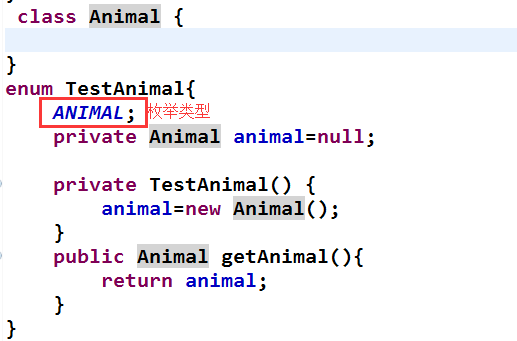 }
class Animal {
}
enum TestAnimal{
ANIMAL; 枚举类型
private Animal animal=null;
private TestAnimal() {
animal=new Animal();
}
public Animal getAnimal(){
return animal;
}
}